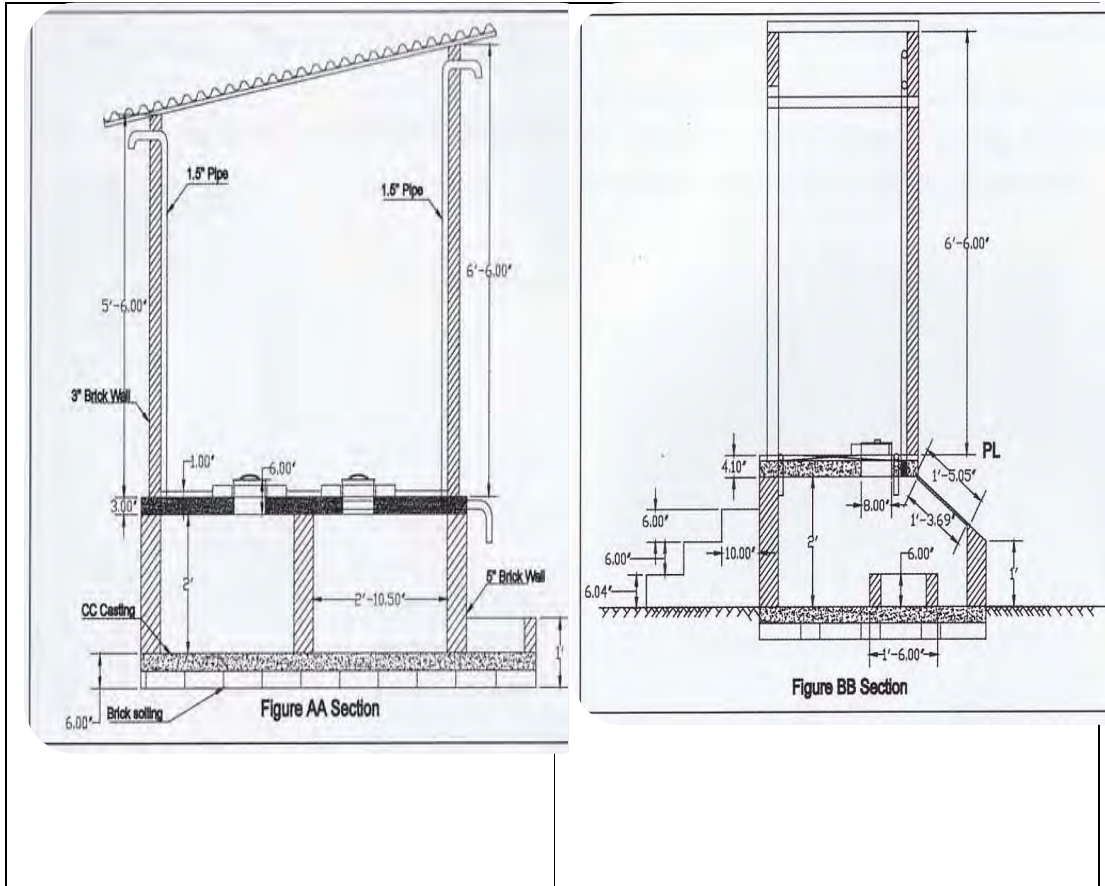 1.5" Pipe
1.5" Pipe
6'-6.00"
5'-6.00"
3" Brick Wall
1.00"
6.00"
3.00"
2'
5" Brick Wall
CC Casting
2'-10.50"
1'
6.00"
Brick soiling
Figure AA Section
6'-6.00"
PL
4.10"
1'-5.05"
8.00"
1'-3.69"
6.00"
2'
10.00"
6.00"
6.00"
6.04"
1'
1'-6.00"
Figure BB Section